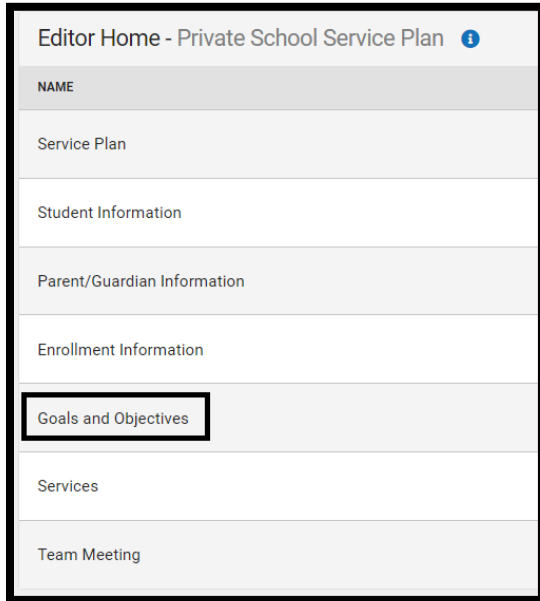 Editor Home - Private School Service Plan
NAME
Service Plan
Student Information
Parent/Guardian Information
Enrollment Information
Goals and Objectives
Services
Team Meeting